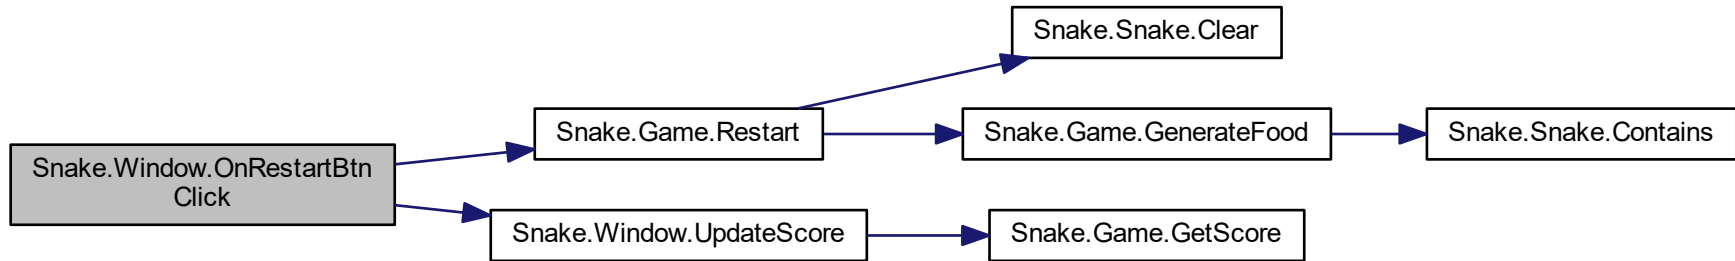 Snake.Window.OnRestartBtn
Click
Snake.Game.Restart
Snake.Window.UpdateScore
Snake.Snake.Clear
Snake.Game.GenerateFood
Snake.Game.GetScore
Snake.Snake.Contains